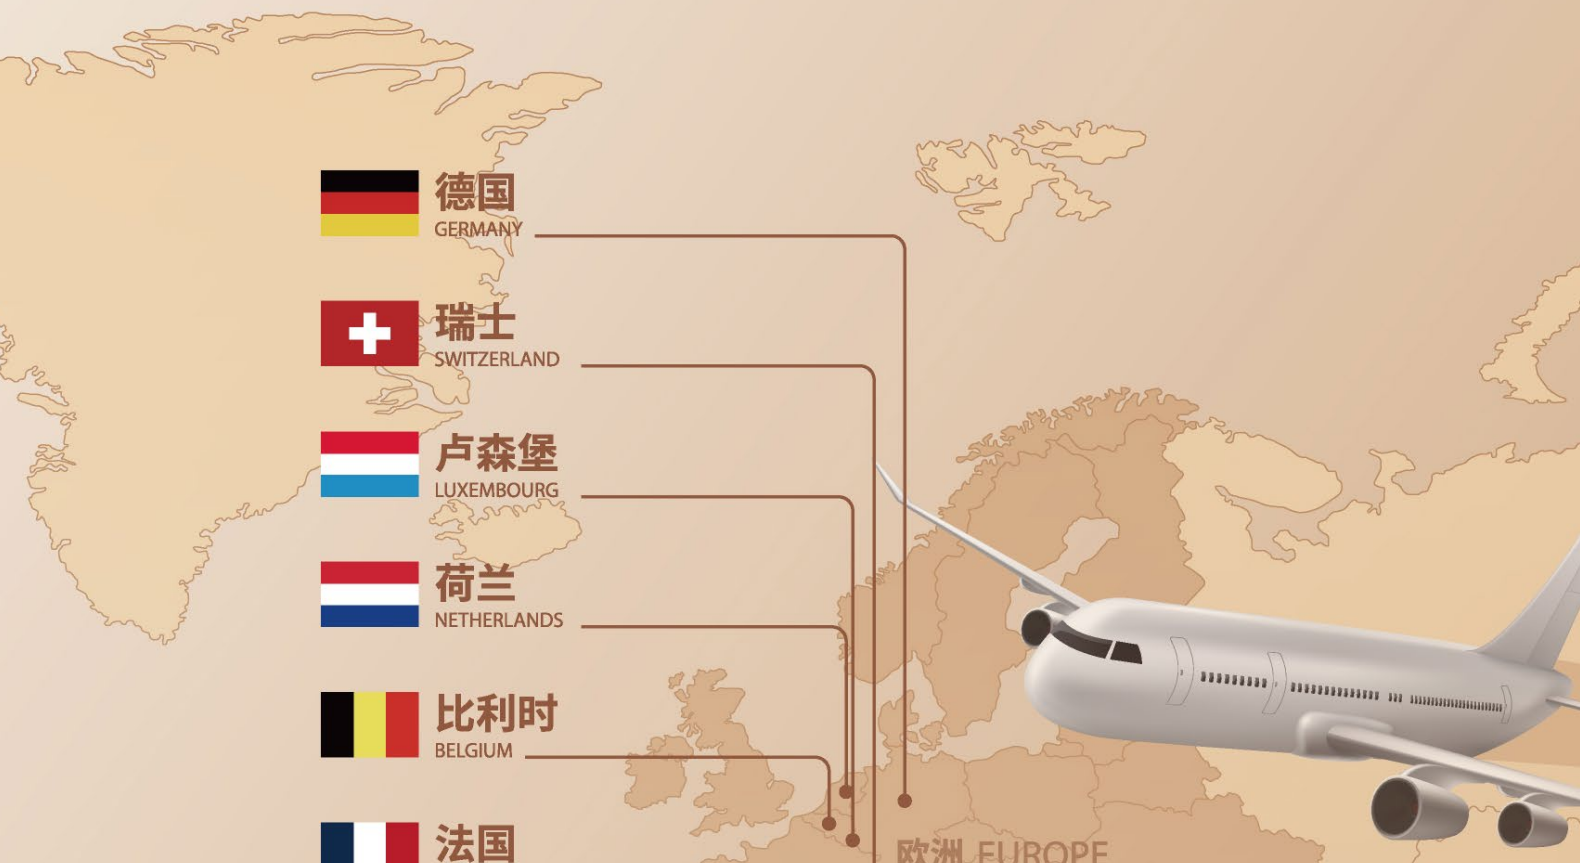 德国
GERMANY
瑞士
SWITZERLAND
卢森堡
LUXEMBOURG
荷兰
NETHERLANDS
比利时
BELGIUM
法国
欧洲 EUROPE